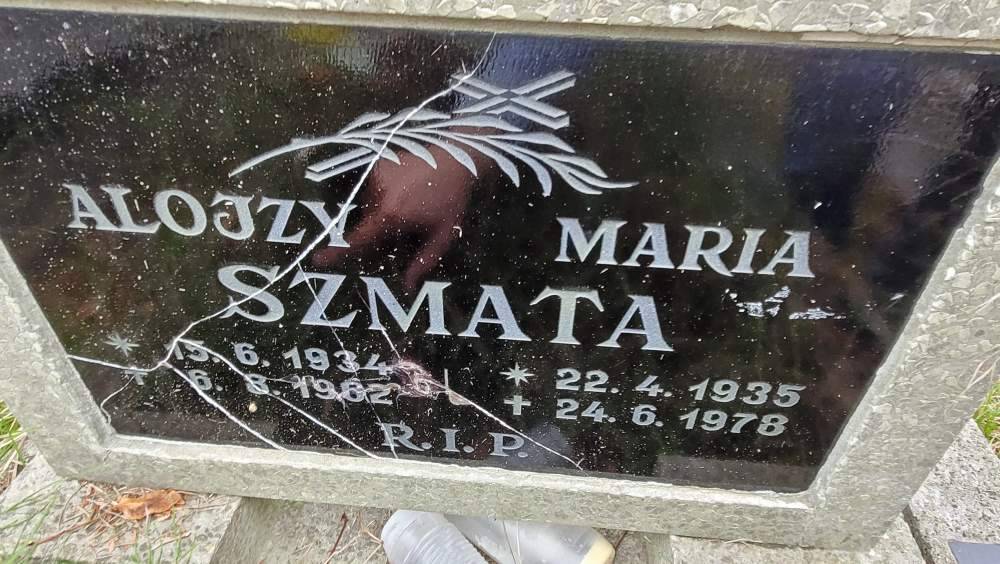 ALOJZY MARIA
SZMATA
* 15. 6. 1934 * 22. 4. 1935
✝ 6. 8. 1962 ✝ 24. 6. 1978
R.I.P.